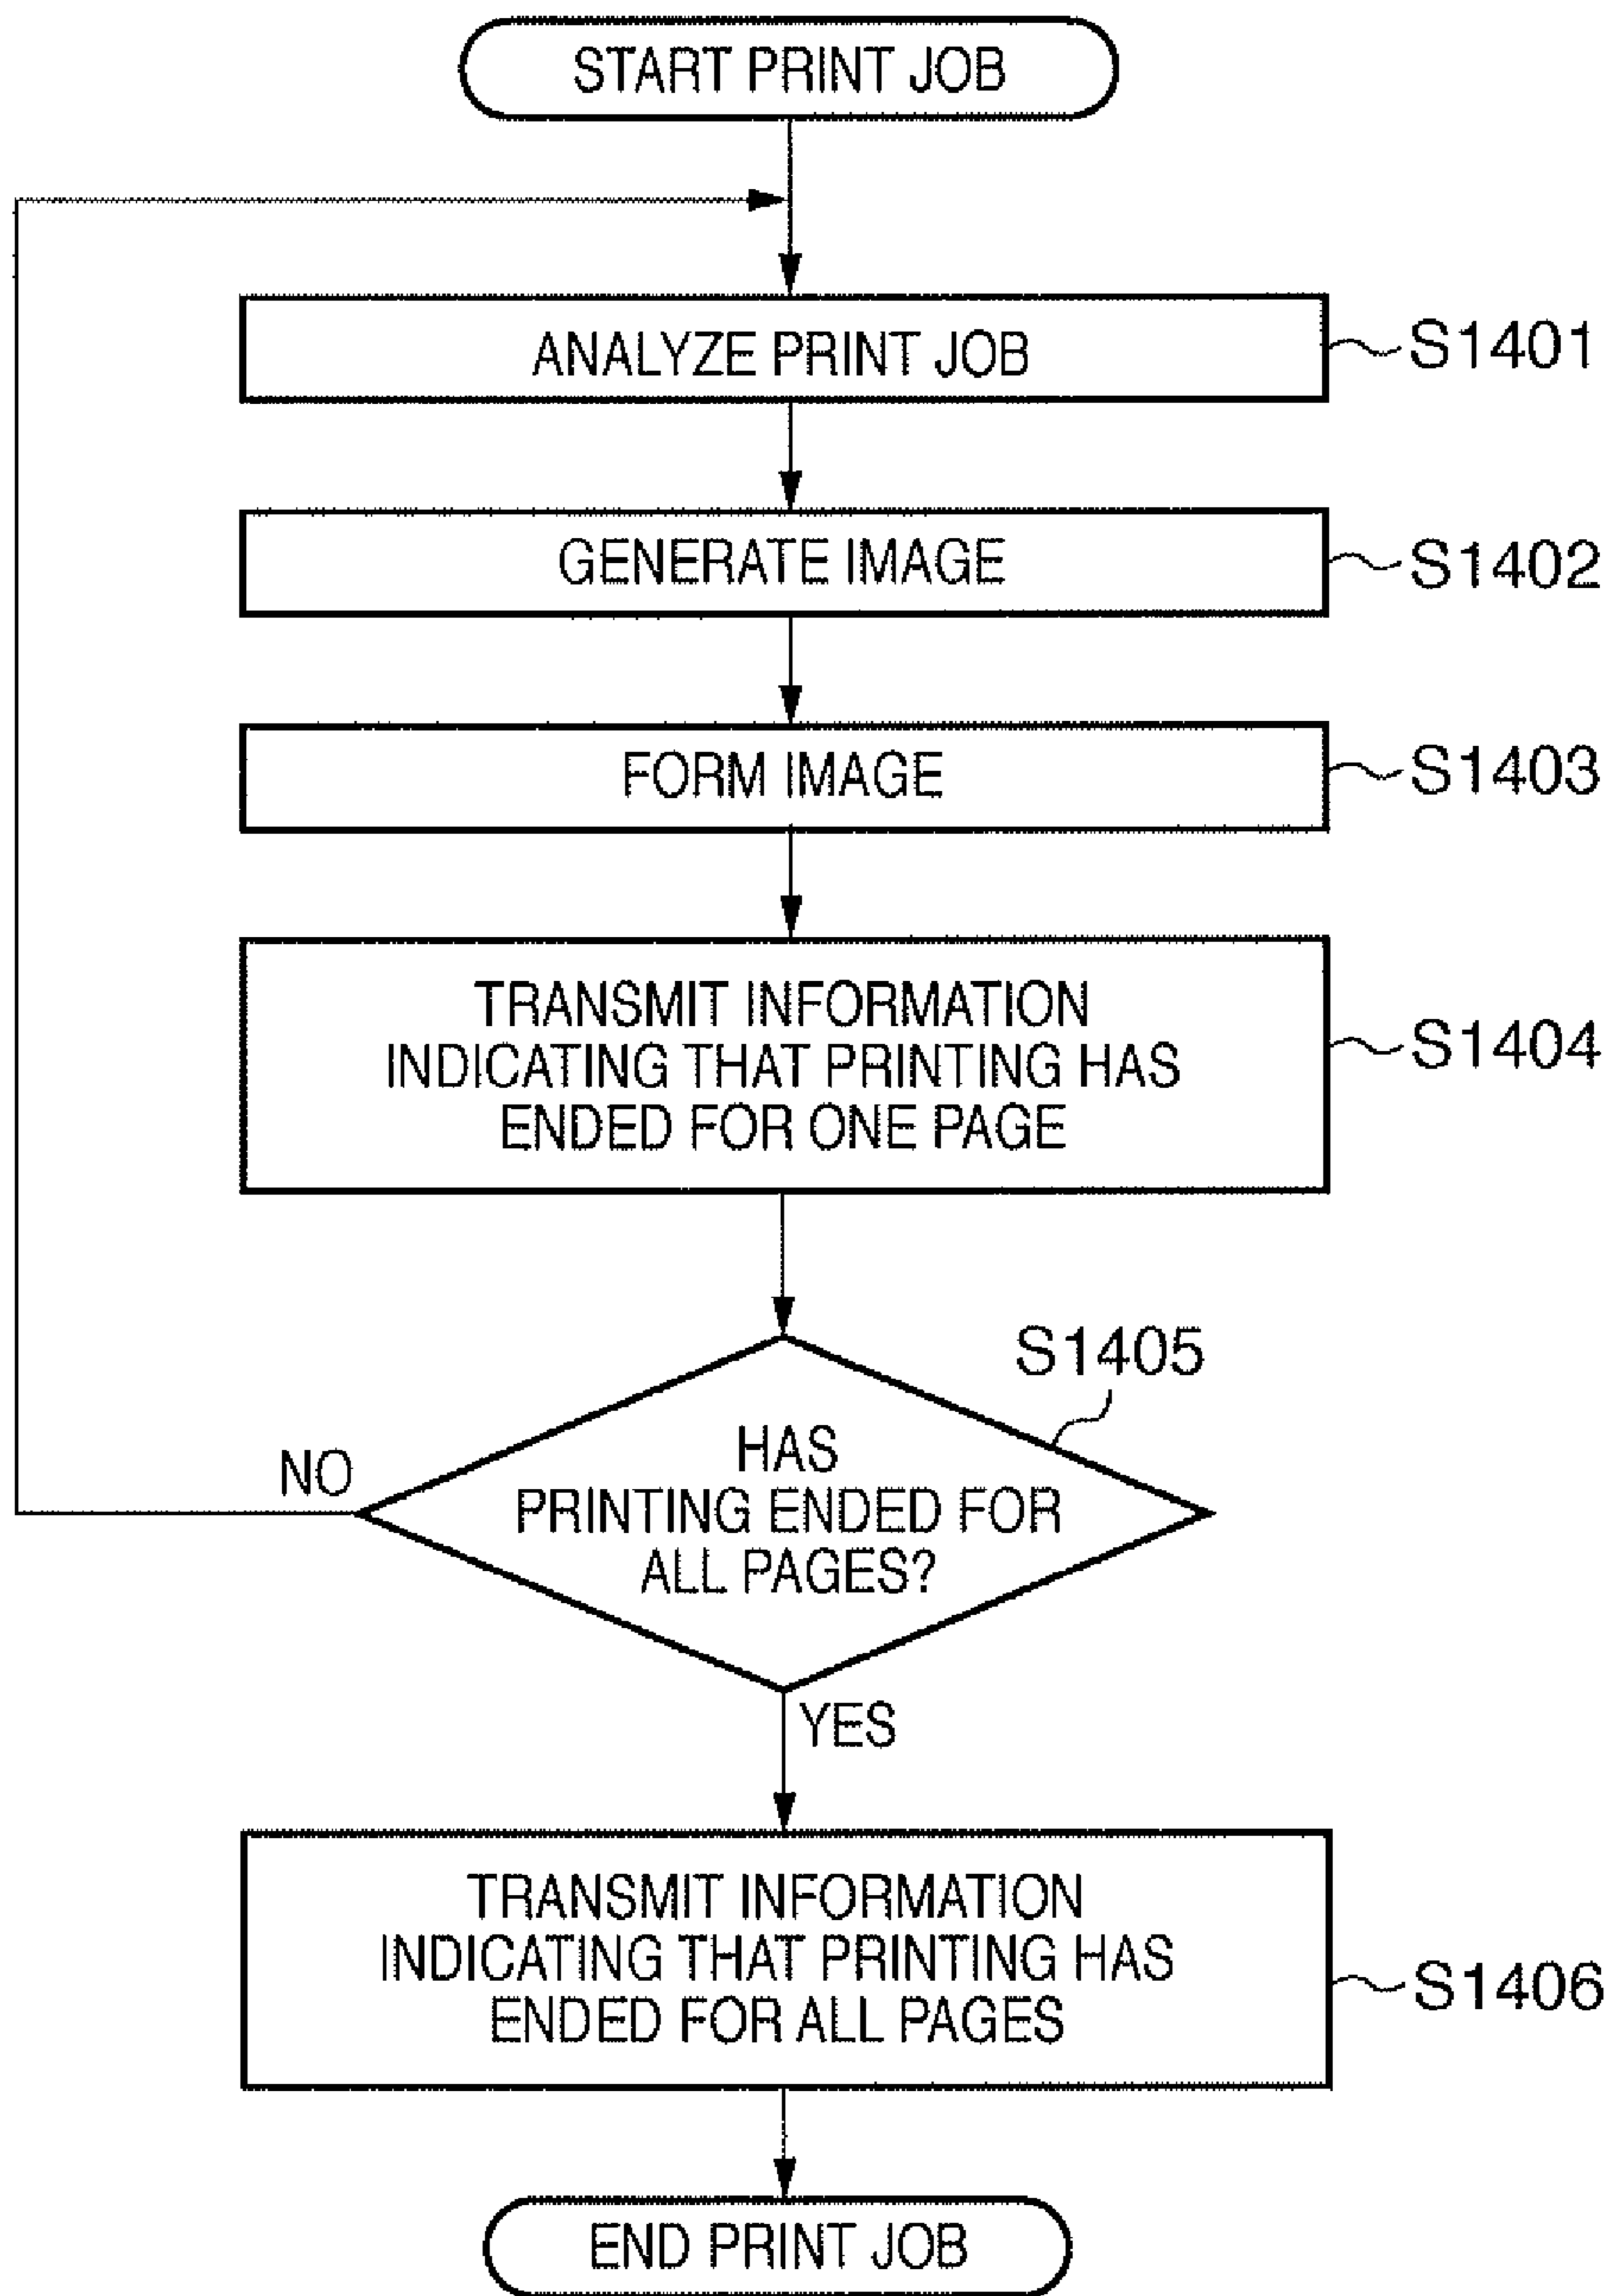 START PRINT JOB
ANALYZE PRINT JOB
S1401
GENERATE IMAGE
S1402
FORM IMAGE
S1403
TRANSMIT INFORMATION
INDICATING THAT PRINTING HAS
ENDED FOR ONE PAGE
S1404
S1405
HAS
PRINTING ENDED FOR
ALL PAGES?
NO
YES
TRANSMIT INFORMATION
INDICATING THAT PRINTING HAS
ENDED FOR ALL PAGES
S1406
END PRINT JOB